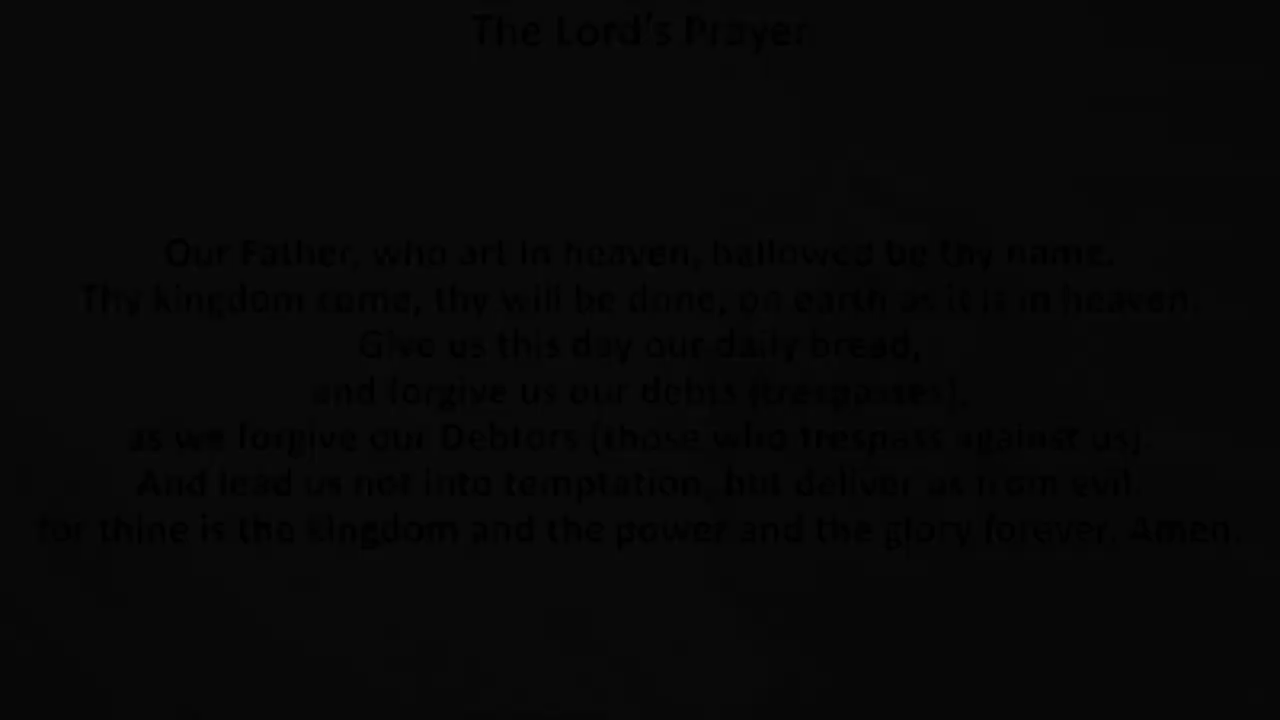 The Lord's Prayer
Our Father, who art in heaven, hallowed be thy name.
Thy kingdom come, thy will be done, on earth as it is in heaven.
Give us this day our daily bread,
and forgive us our debts (trespasses),
as we forgive our Debtors (those who trespass against us).
And lead us not into temptation, but deliver us from evil.
for thine is the kingdom and the power and the glory forever. Amen.